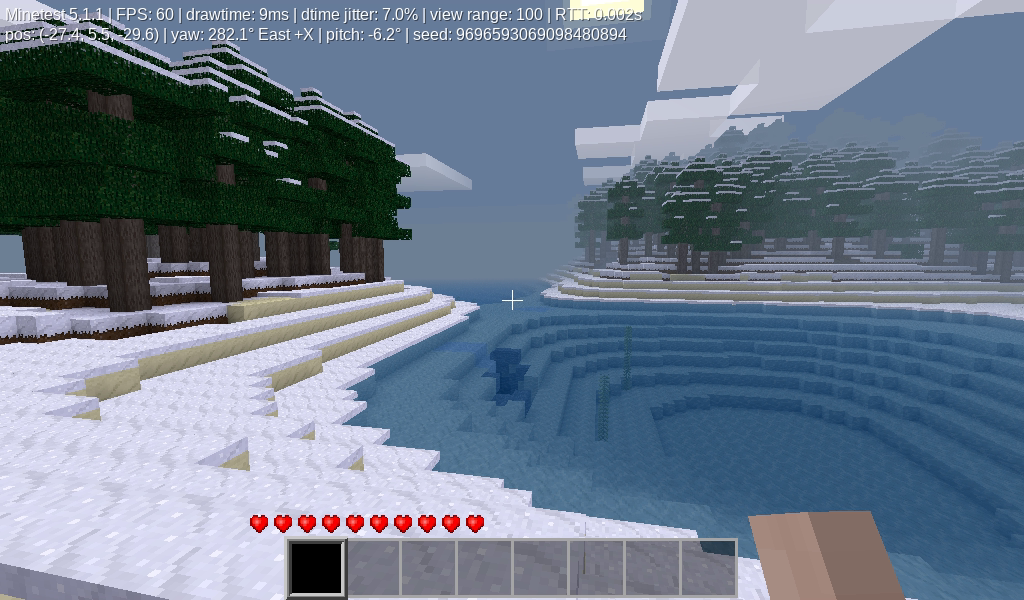 Minetest 5.1.1 | FPS: 60 | drawtime: 9ms | dtime jitter: 7.0% | view range: 100 | RTT: 0.002s
pos: (-27.4, 5.5, -29.6) | yaw: 282.1° East +X | pitch: -6.2° | seed: 9696593069098480894